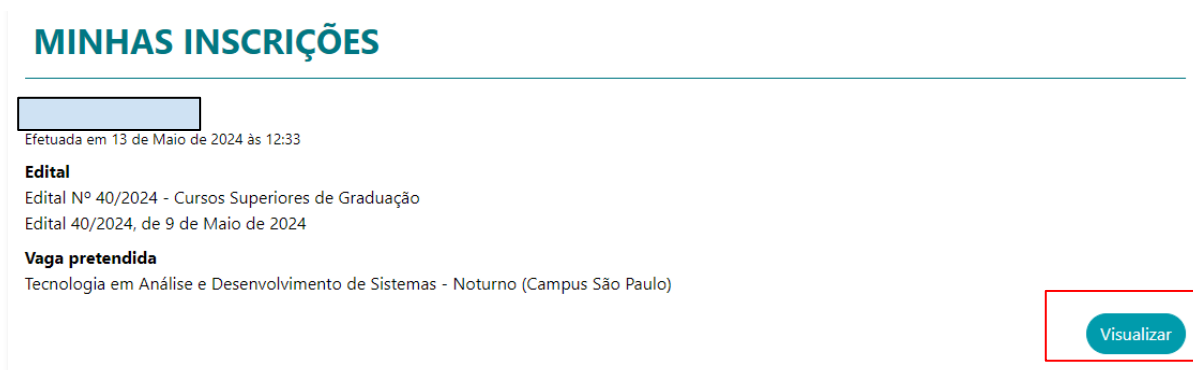 MINHAS INSCRIÇÕES
Efetuada em 13 de Maio de 2024 às 12:33
Edital
Edital Nº 40/2024 - Cursos Superiores de Graduação
Edital 40/2024, de 9 de Maio de 2024
Vaga pretendida
Tecnologia em Análise e Desenvolvimento de Sistemas - Noturno (Campus São Paulo)
Visualizar